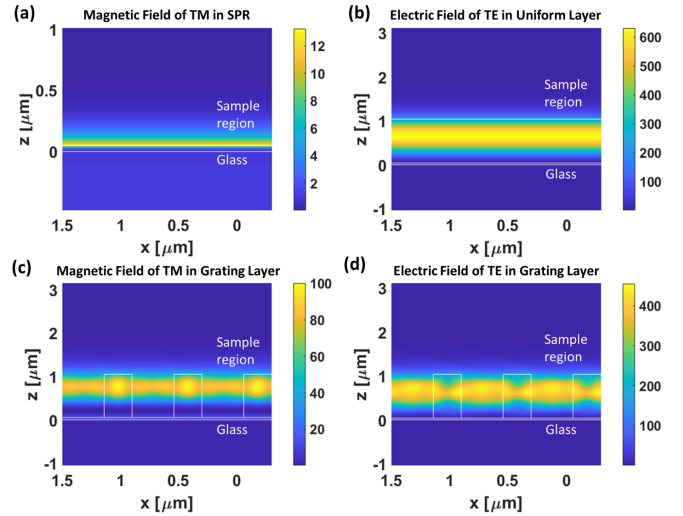 (a) Magnetic Field of TM in SPR
1
0.5
0
z [μm]
Sample
region
Glass
1.5 1 0.5 0
x [μm]
12
10
8
6
4
2
(b) Electric Field of TE in Uniform Layer
3
2
1
0
-1
z [μm]
Sample
region
Glass
1.5 1 0.5 0
x [μm]
600
500
400
300
200
100
(c) Magnetic Field of TM in Grating Layer
3
2
1
0
-1
z [μm]
Sample
region
Glass
1.5 1 0.5 0
x [μm]
100
80
60
40
20
(d) Electric Field of TE in Grating Layer
3
2
1
0
-1
z [μm]
Sample
region
Glass
1.5 1 0.5 0
x [μm]
400
300
200
100